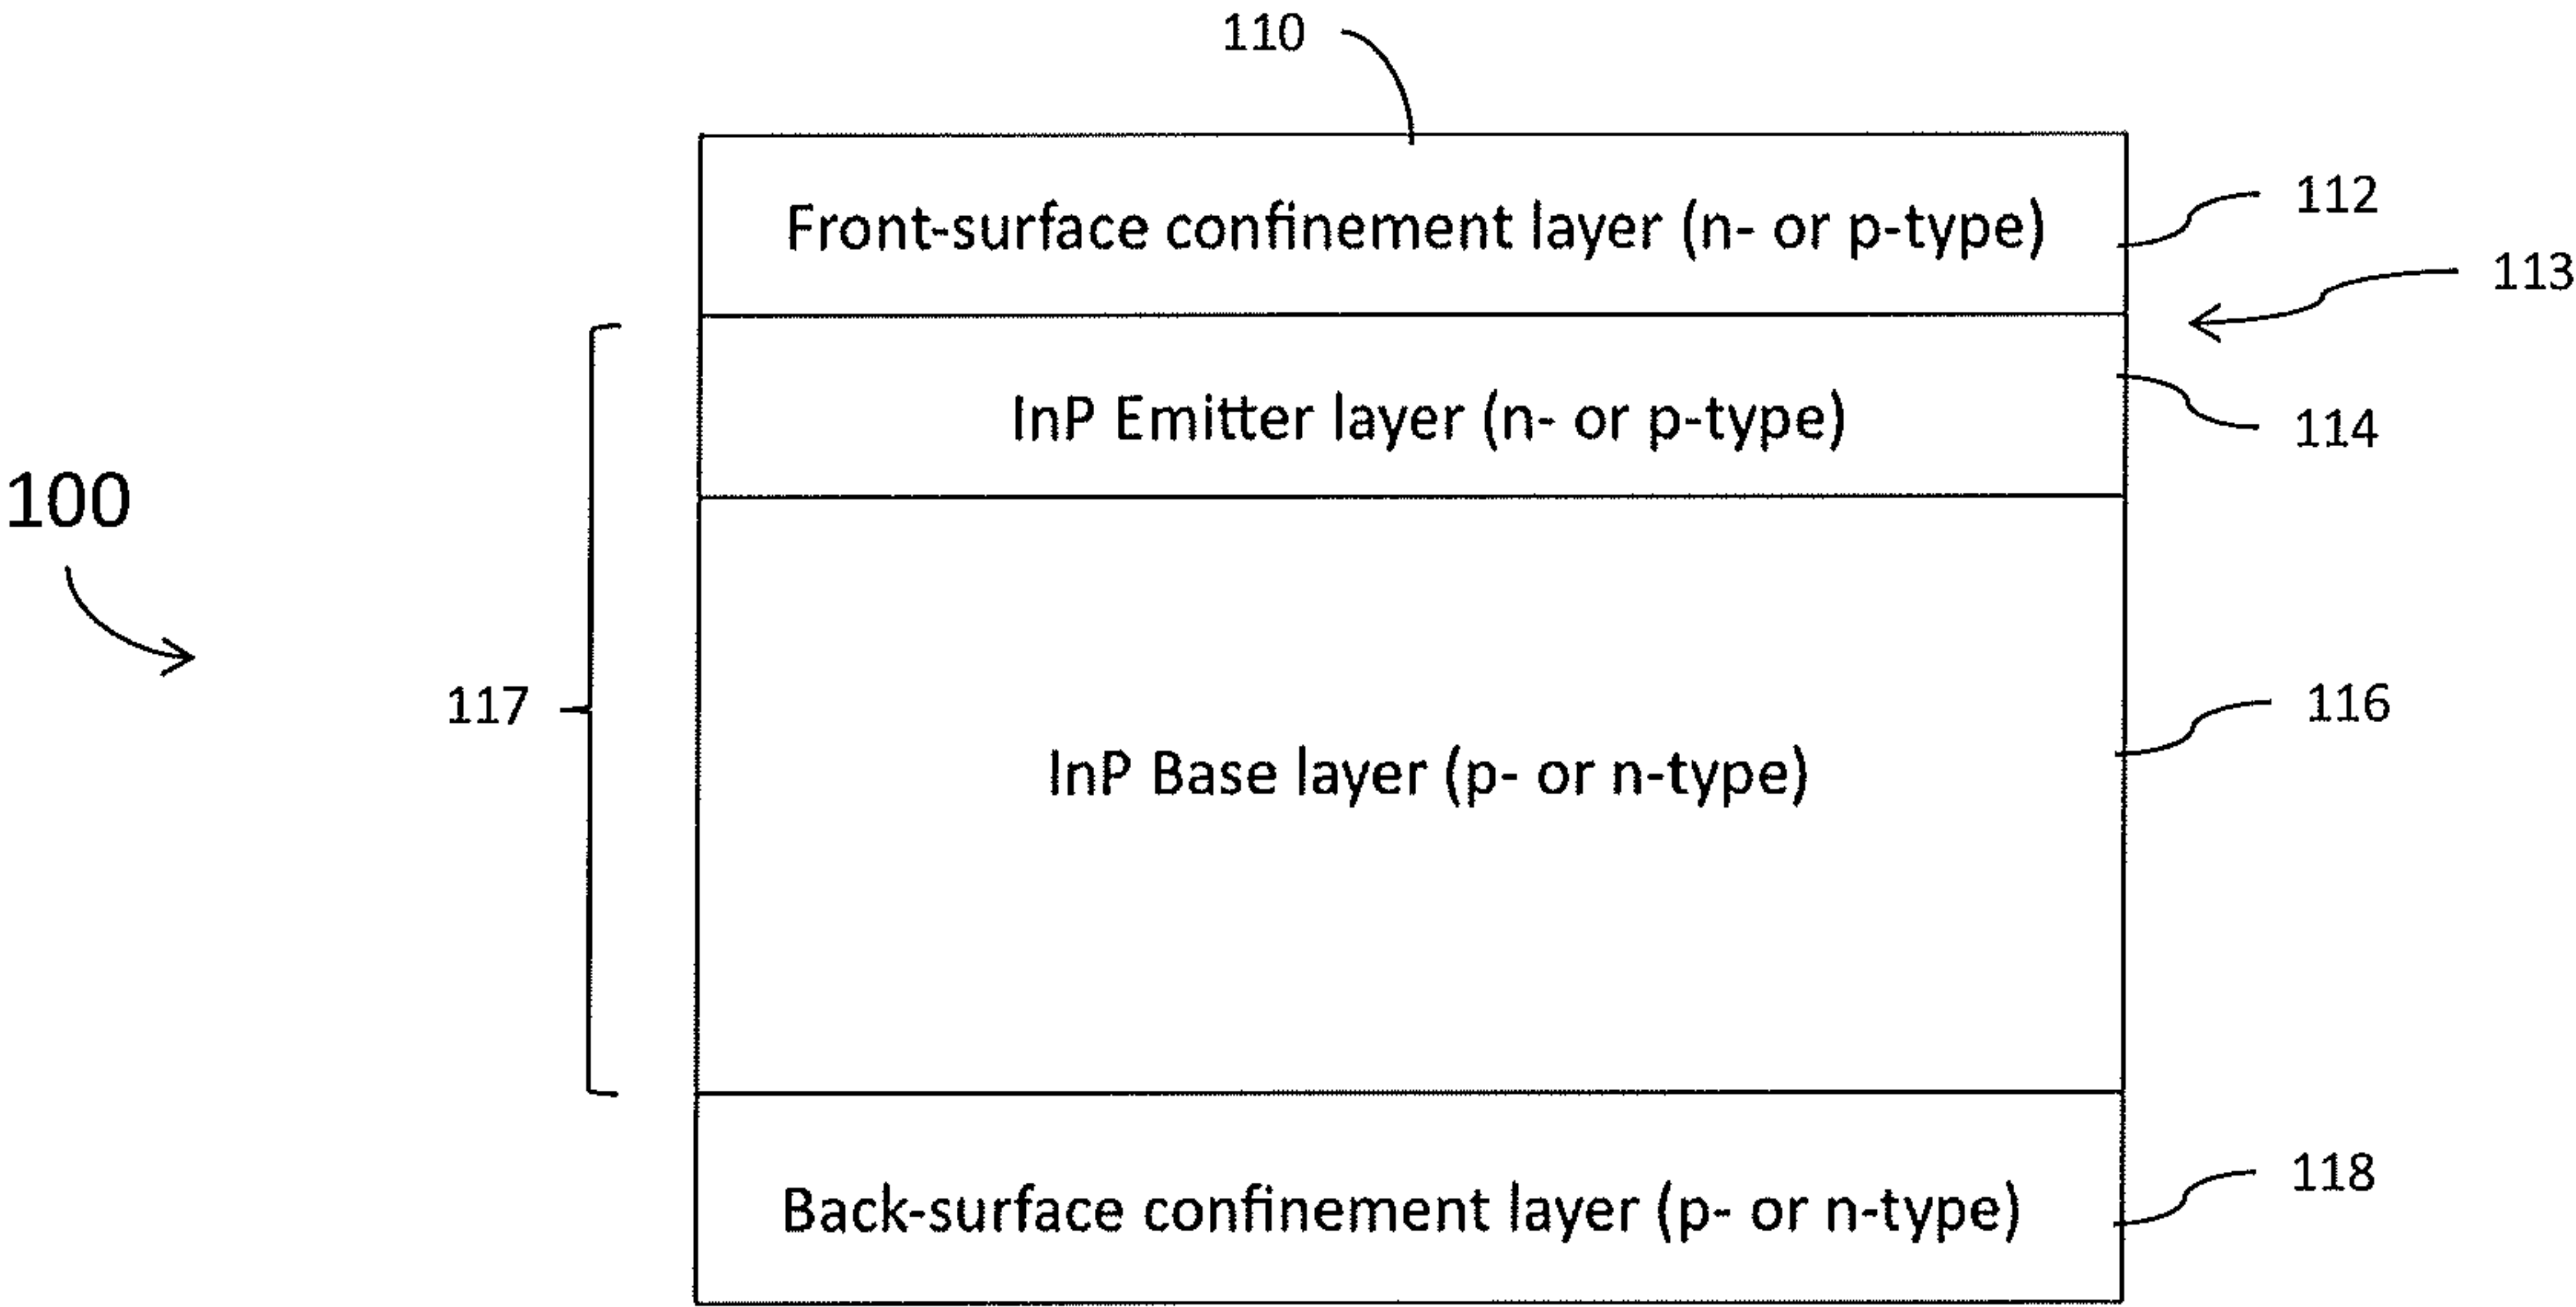 110
Front-surface confinement layer (n- or p-type)
112
113
InP Emitter layer (n- or p-type)
114
100
117
116
InP Base layer (p- or n-type)
118
Back-surface confinement layer (p- or n-type)